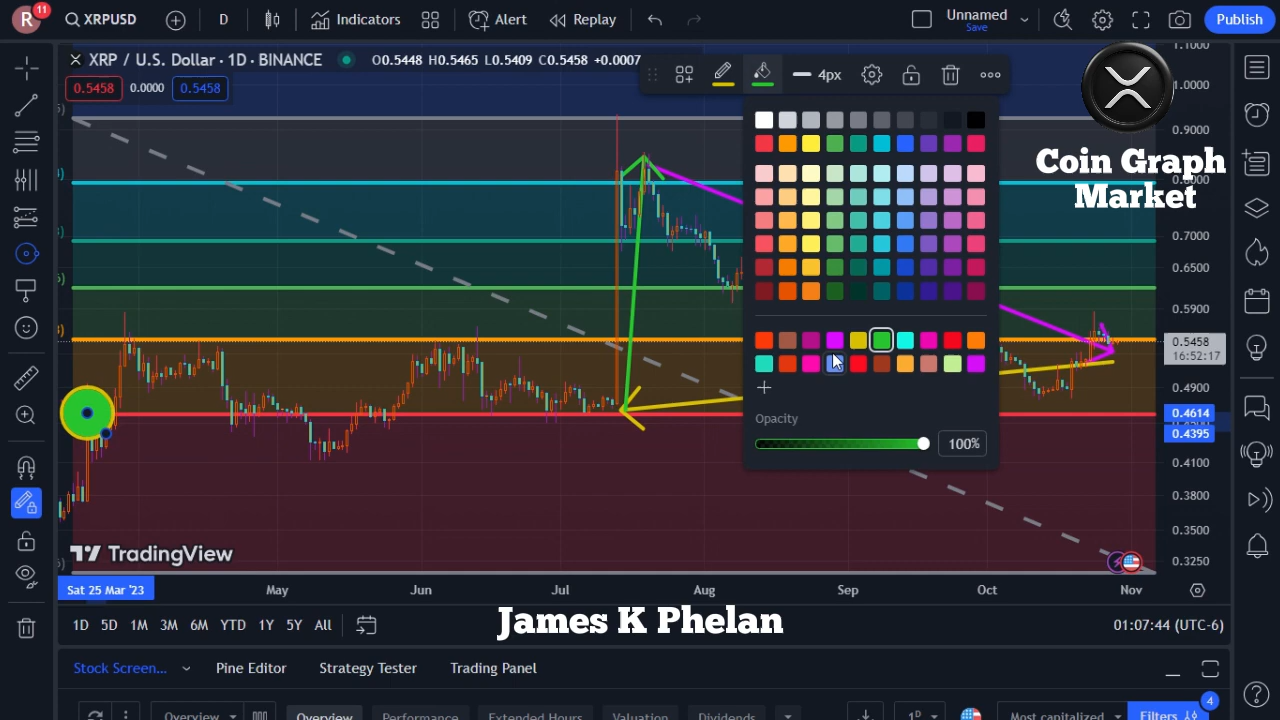 R 11 XRPUSD D Indicators Alert Replay Unnamed Save Publish
XRP / U.S. Dollar · 1D · BINANCE O0.5448 H0.5465 L0.5409 C0.5458 +0.0007
4px
0.5458 0.0000 0.5458
1.0000
0.9000
Coin Graph
Market
0.7000
0.6500
0.5900
0.5458
16:52:17
0.4900
0.4614
0.4395
0.4100
0.3800
0.3500
0.3250
Opacity
100%
TradingView
Sat 25 Mar '23 May Jun Jul Aug Sep Oct Nov
James K Phelan
1D 5D 1M 3M 6M YTD 1Y 5Y All 01:07:44 (UTC-6)
Stock Screen... Pine Editor Strategy Tester Trading Panel
4
Overview Overview Performance Extended Hours Valuation Dividends 1D Most capitalized Filters